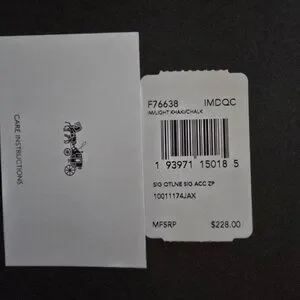 CARE INSTRUCTIONS
F76638 IMDQC
IM/LIGHT KHAKI/CHALK
1 93971 15018 5
SIG OTLNE SIG ACC ZP
10011174JAX
MFSRP $228.00